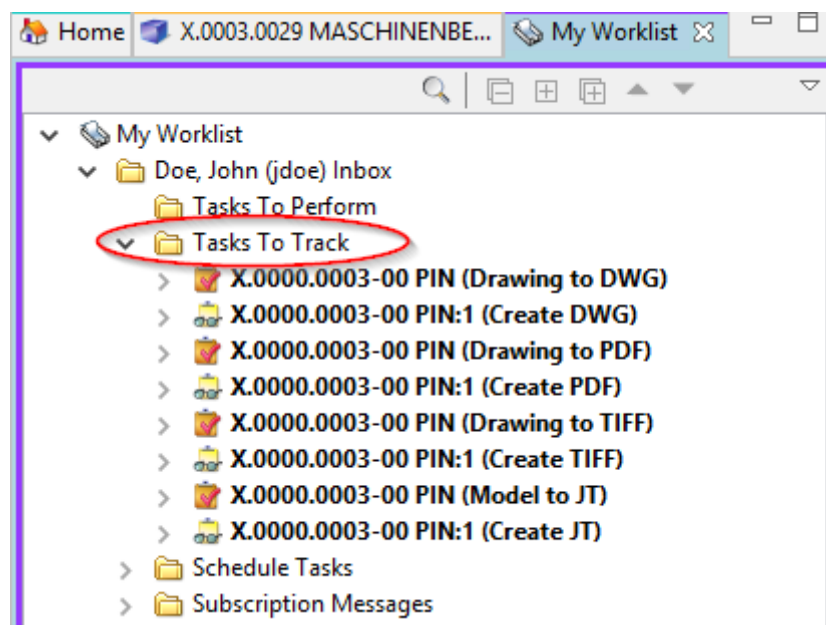 Home X.0003.0029 MASCHINENBE... My Worklist
My Worklist
Doe, John (jdoe) Inbox
Tasks To Perform
Tasks To Track
X.0000.0003-00 PIN (Drawing to DWG)
X.0000.0003-00 PIN:1 (Create DWG)
X.0000.0003-00 PIN (Drawing to PDF)
X.0000.0003-00 PIN:1 (Create PDF)
X.0000.0003-00 PIN (Drawing to TIFF)
X.0000.0003-00 PIN:1 (Create TIFF)
X.0000.0003-00 PIN (Model to JT)
X.0000.0003-00 PIN:1 (Create JT)
Schedule Tasks
Subscription Messages